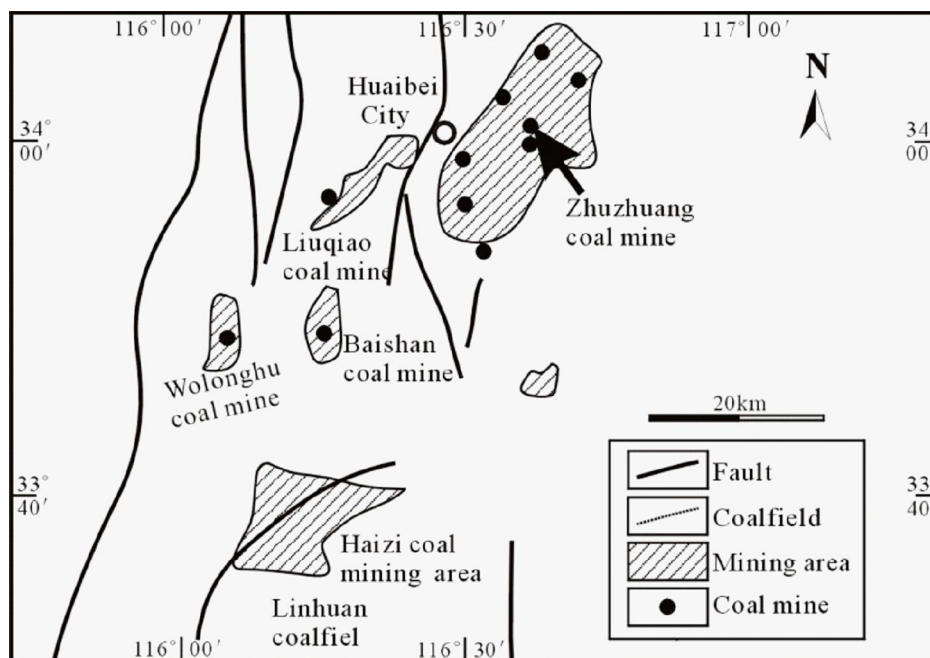 116° 00′
116° 30′
117° 00′
N
Huaibei
City
34°
00′
34
00′
Zhuzhuang
coal mine
Liuqiao
coal mine
Baishan
coal mine
Wolonghu
coal mine
20km
Fault
Coalfield
Mining area
Coal mine
33°
40′
33
40′
Haizi coal
mining area
Linhuan
coalfiel
116° 00′
116° 30′